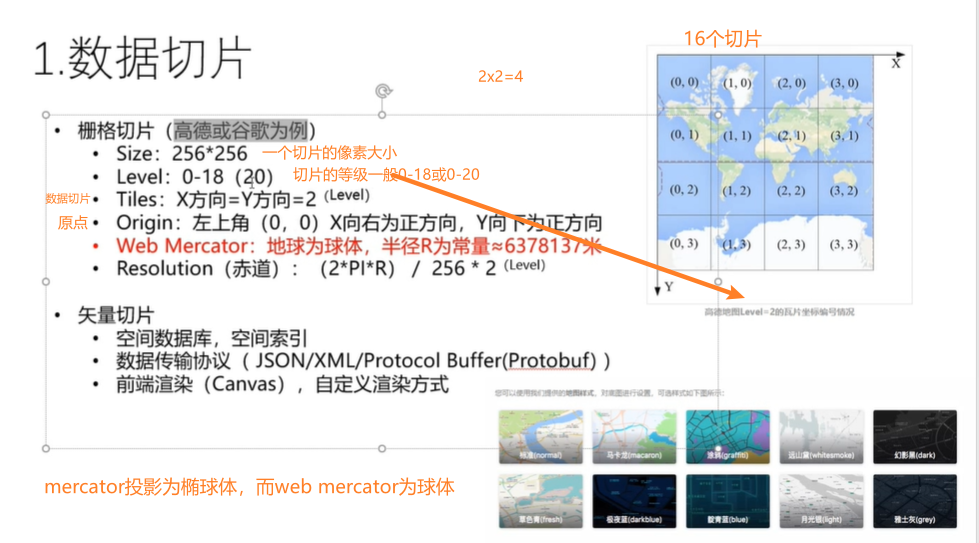 1.数据切片
16个切片
2x2=4
• 栅格切片（高德或谷歌为例）
• Size：256*256 一个切片的像素大小
• Level：0-18（20） 切片的等级一般0-18或0-20
数据切片
• Tiles：X方向=Y方向=2（Level）
原点
• Origin：左上角（0，0）X向右为正方向，Y向下为正方向
• Web Mercator：地球为球体，半径R为常量≈6378137米
• Resolution（赤道）：（2*PI*R） / 256 * 2（Level）
• 矢量切片
• 空间数据库，空间索引
• 数据传输协议（ JSON/XML/Protocol Buffer(Protobuf) ）
• 前端渲染（Canvas），自定义渲染方式
mercator投影为椭球体，而web mercator为球体
X
(0, 0) (1, 0) (2, 0) (3, 0)
(0, 1) (1, 1) (2, 1) (3, 1)
(0, 2) (1, 2) (2, 2) (3, 2)
(0, 3) (1, 3) (2, 3) (3, 3)
Y
高德地图Level=2的瓦片坐标编号情况
您可以使用我们提供的地图样式，对底图进行设置，可选样式如下图所示：
标准(normal) 马卡龙(macaron) 涂鸦(graffiti) 远山黛(whitesmoke) 幻影黑(dark)
草色青(fresh) 极夜蓝(darkblue) 靛青蓝(blue) 月光银(light) 雅士灰(grey)